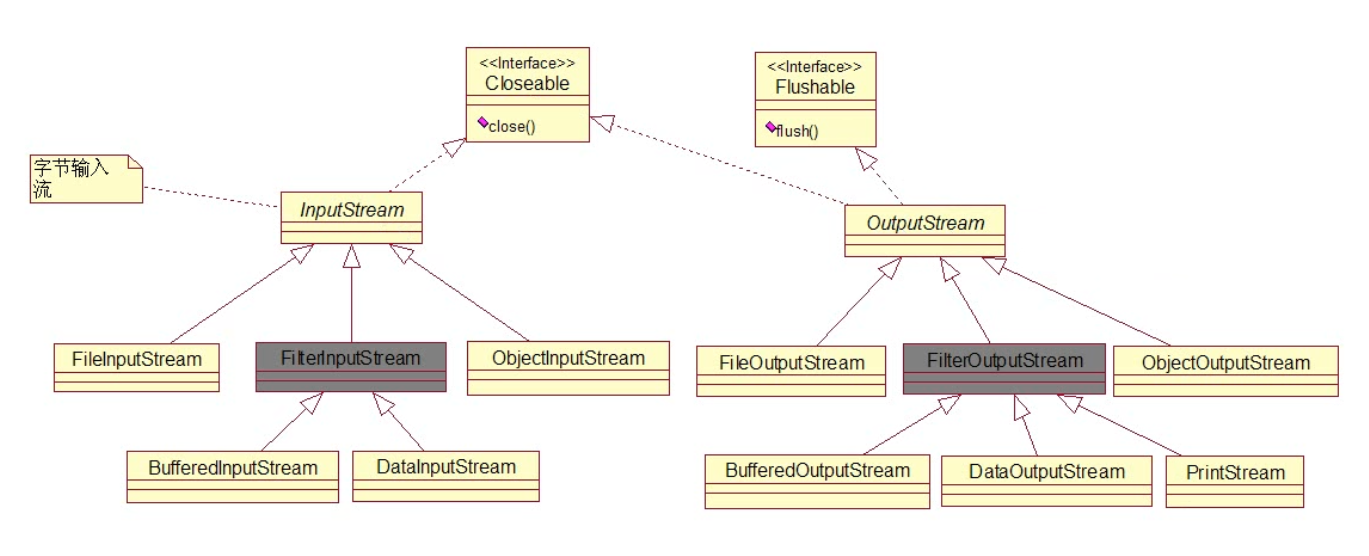 <<Interface>>
Closeable
close()
<<Interface>>
Flushable
flush()
字节输入
流
InputStream
OutputStream
FileInputStream
FilterInputStream
ObjectInputStream
FileOutputStream
FilterOutputStream
ObjectOutputStream
BufferedInputStream
DataInputStream
BufferedOutputStream
DataOutputStream
PrintStream